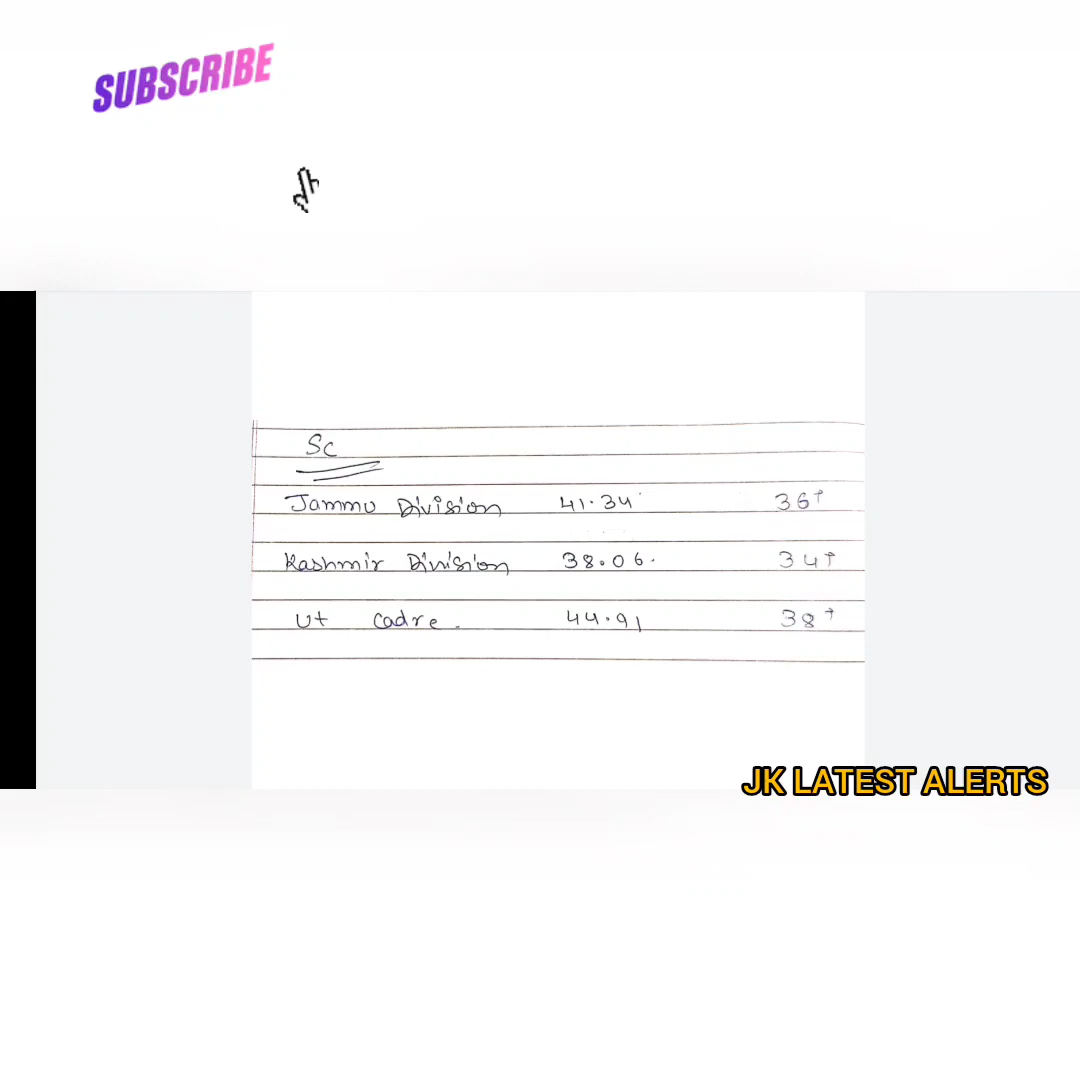 SUBSCRIBE
Sc
Jammu Division 41.34 36↑
Kashmir Division 38.06. 34↑
Ut Cadre. 44.91 38↑
JK LATEST ALERTS